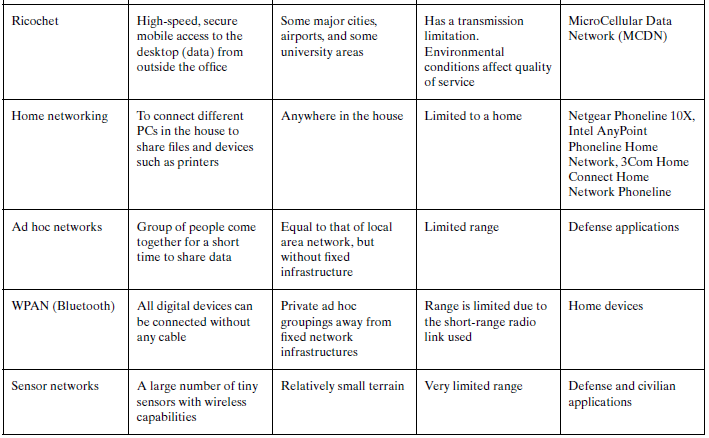 Ricochet
High-speed, secure
mobile access to the
desktop (data) from
outside the office
Some major cities,
airports, and some
university areas
Has a transmission
limitation.
Environmental
conditions affect quality
of service
MicroCellular Data
Network (MCDN)
Home networking
To connect different
PCs in the house to
share files and devices
such as printers
Anywhere in the house
Limited to a home
Netgear Phoneline 10X,
Intel AnyPoint
Phoneline Home
Network, 3Com Home
Connect Home
Network Phoneline
Ad hoc networks
Group of people come
together for a short
time to share data
Equal to that of local
area network, but
without fixed
infrastructure
Limited range
Defense applications
WPAN (Bluetooth)
All digital devices can
be connected without
any cable
Private ad hoc
groupings away from
fixed network
infrastructures
Range is limited due to
the short-range radio
link used
Home devices
Sensor networks
A large number of tiny
sensors with wireless
capabilities
Relatively small terrain
Very limited range
Defense and civilian
applications